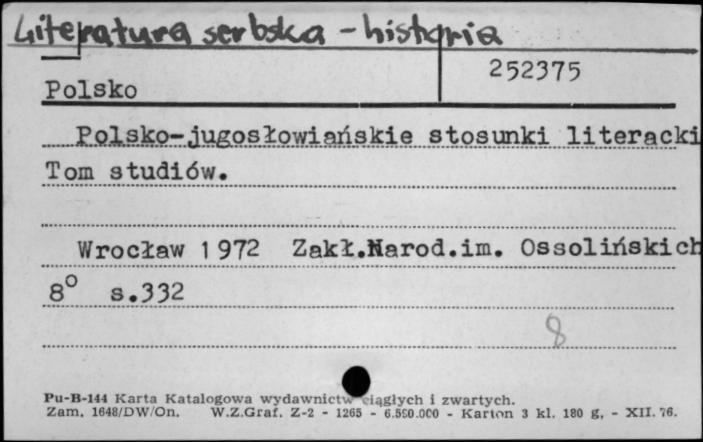 Literatura serbska - historia
252375
Polsko
Polsko-jugosłowiańskie stosunki literacki
Tom studiów.
Wrocław 1972 Zakł.Narod.im. Ossolińskich
8° s.332
8
Pu-B-144 Karta Katalogowa wydawnictw ciągłych i zwartych.
Zam. 1648/DW/On. W.Z.Graf. Z-2 - 1265 - 6.550.000 - Karton 3 kl. 180 g, - XII. 76.